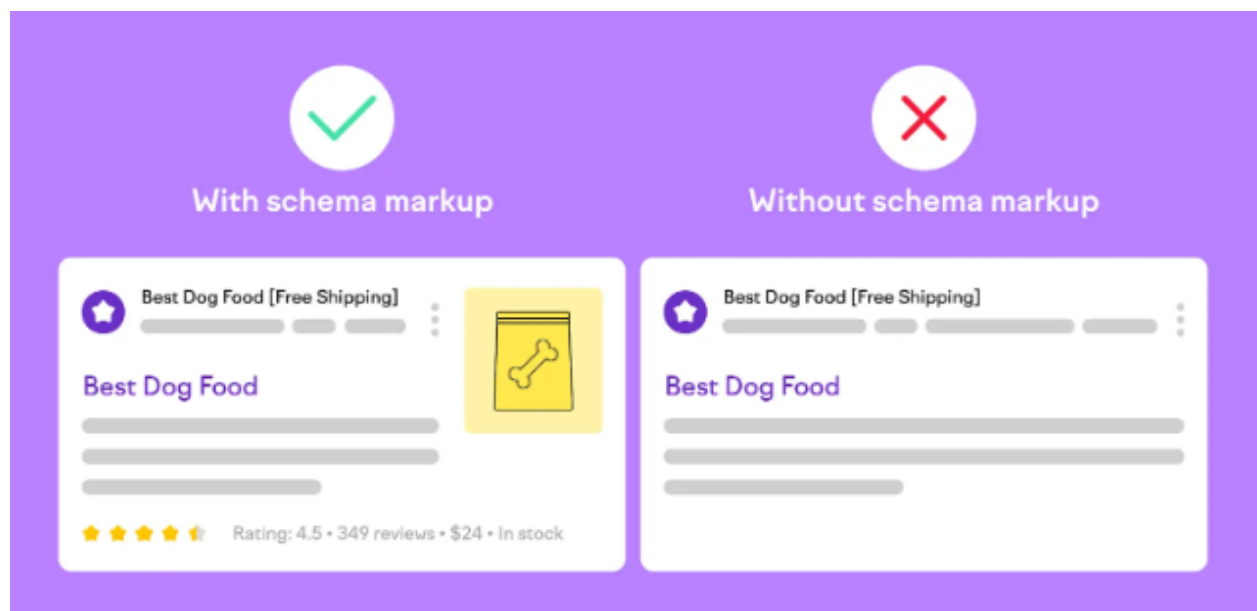 With schema markup
Best Dog Food [Free Shipping]
Best Dog Food
Rating: 4.5 • 349 reviews • $24 • In stock
Without schema markup
Best Dog Food [Free Shipping]
Best Dog Food